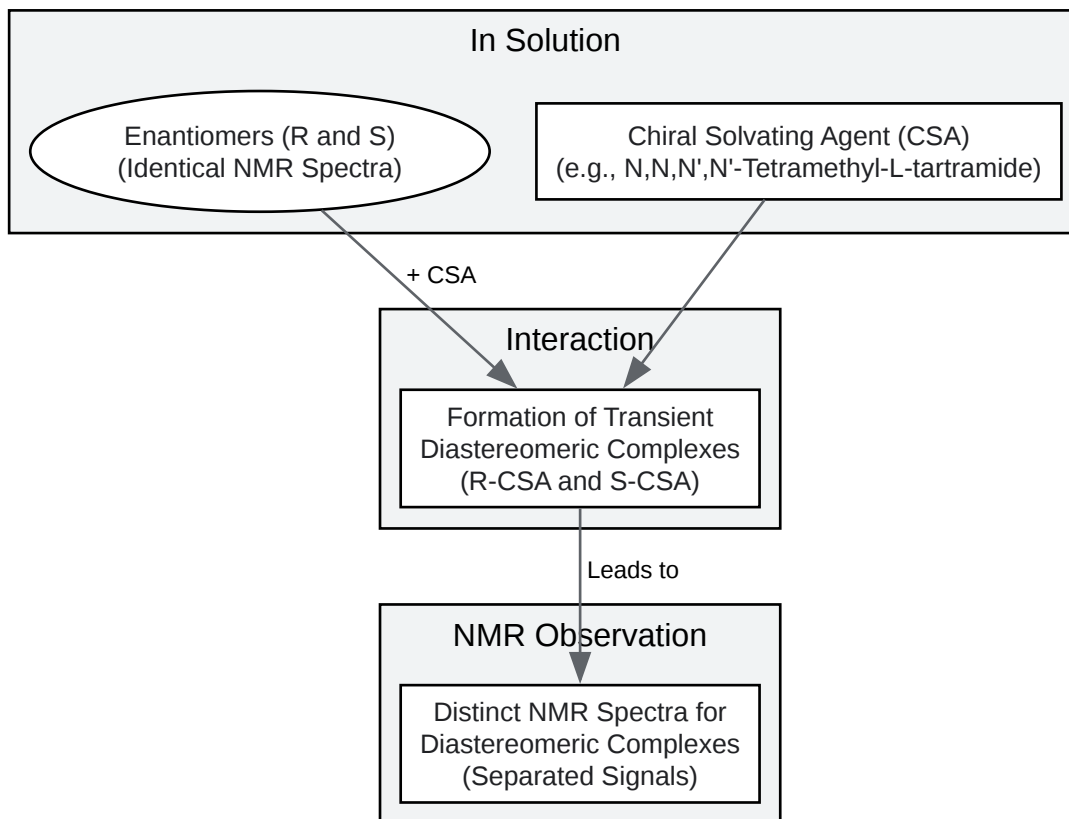 In Solution
Enantiomers (R and S)
(Identical NMR Spectra)
Chiral Solvating Agent (CSA)
(e.g., N,N,N',N'-Tetramethyl-L-tartramide)
+ CSA
Interaction
Formation of Transient
Diastereomeric Complexes
(R-CSA and S-CSA)
Leads to
NMR Observation
Distinct NMR Spectra for
Diastereomeric Complexes
(Separated Signals)